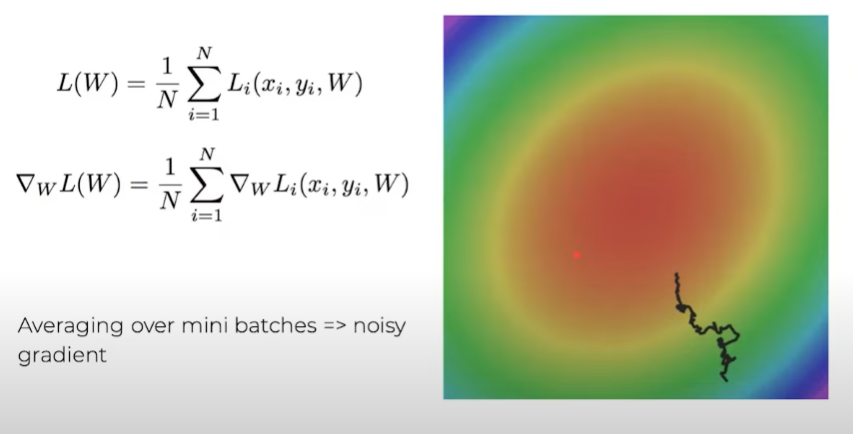 L(W) = \frac{1}{N} \sum_{i=1}^{N} L_i(x_i, y_i, W)
\nabla_W L(W) = \frac{1}{N} \sum_{i=1}^{N} \nabla_W L_i(x_i, y_i, W)
Averaging over mini batches => noisy
gradient